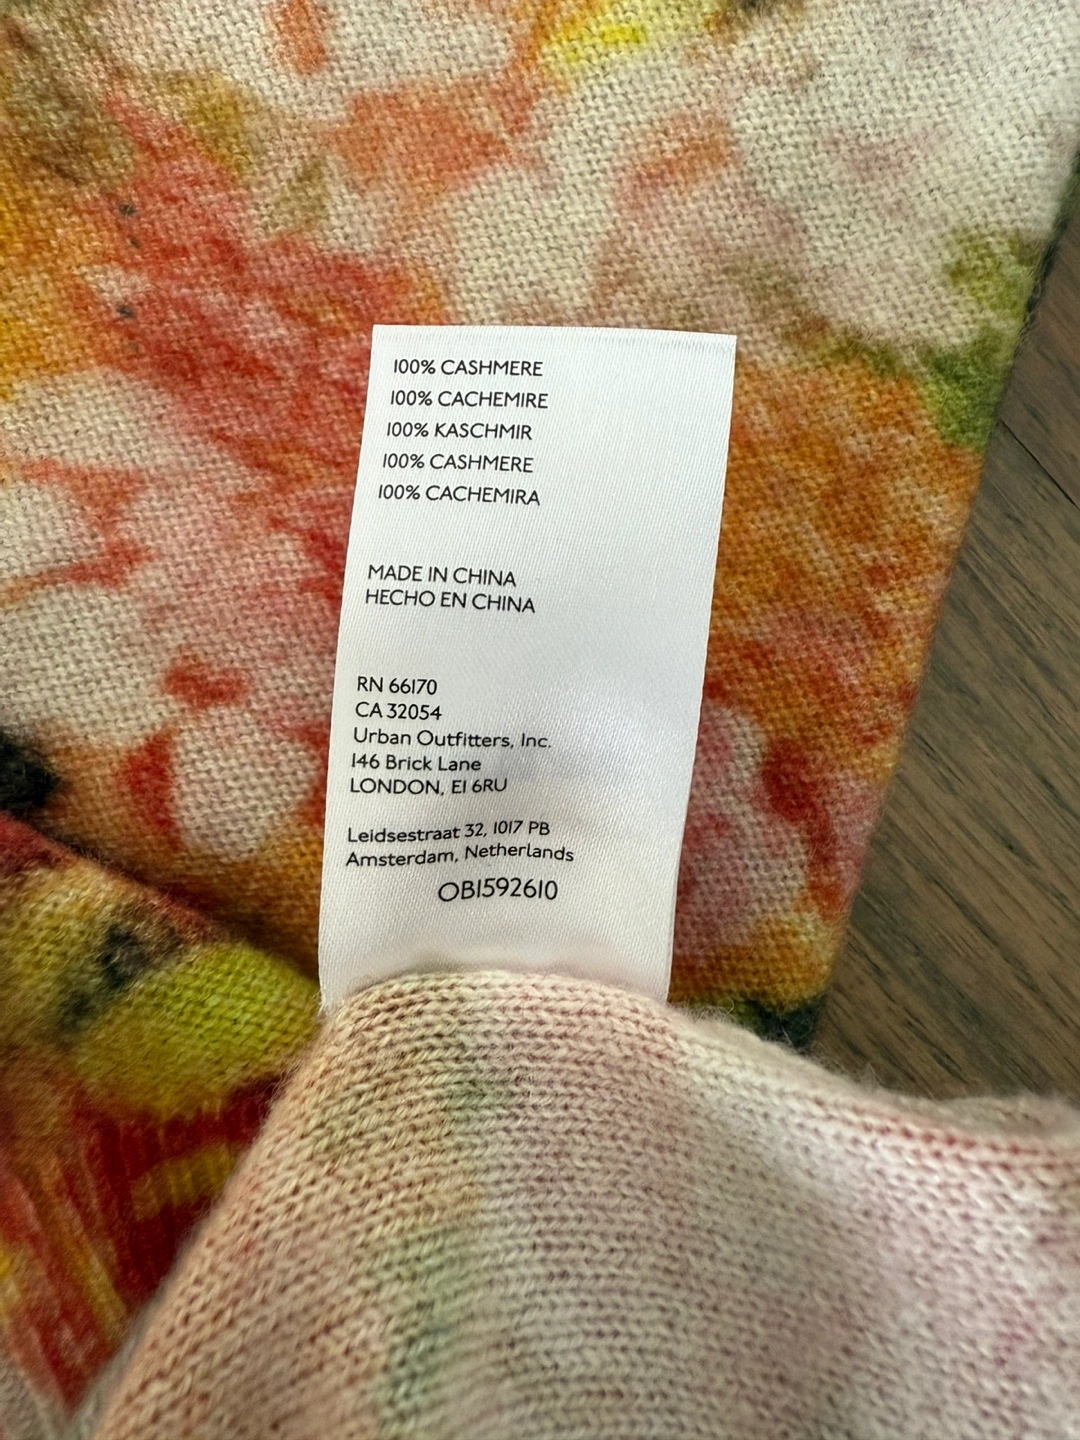 100% CASHMERE
100% CACHEMIRE
100% KASCHMIR
100% CASHMERE
100% CACHEMIRA
MADE IN CHINA
HECHO EN CHINA
RN 66170
CA 32054
Urban Outfitters, Inc.
146 Brick Lane
LONDON, E1 6RU
Leidsestraat 32, 1017 PB
Amsterdam, Netherlands
OB1592610